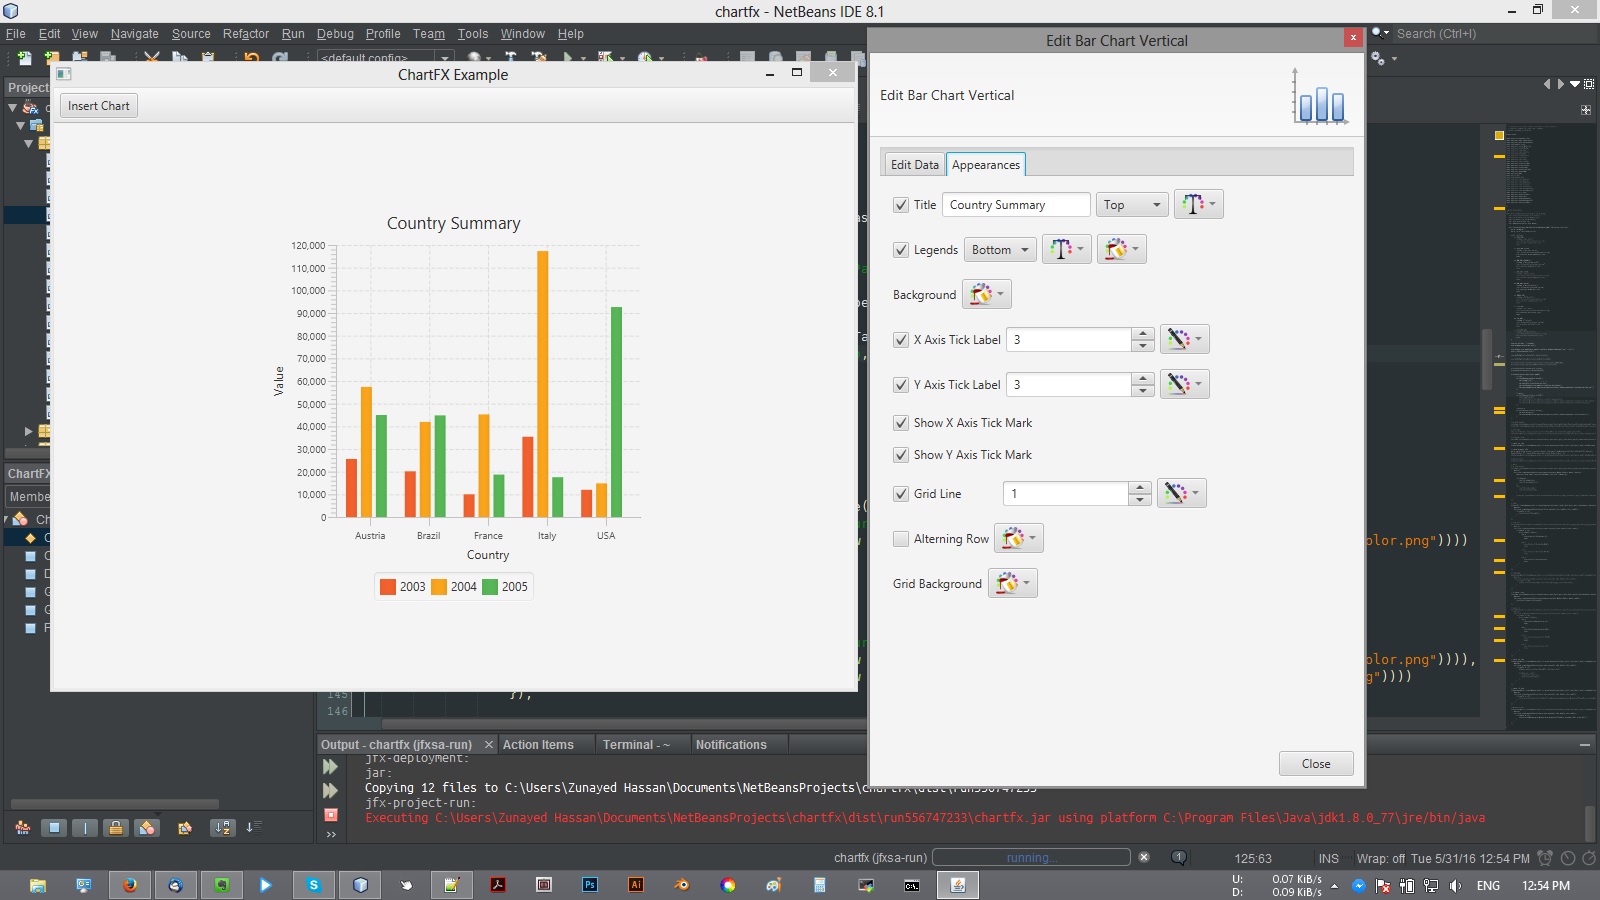 chartfx - NetBeans IDE 8.1
File Edit View Navigate Source Refactor Run Debug Profile Team Tools Window Help
Search (Ctrl+I)
<default config>
ChartFX Example
Insert Chart
Country Summary
120,000
110,000
100,000
90,000
80,000
70,000
60,000
50,000
40,000
30,000
20,000
10,000
0
Value
Austria Brazil France Italy USA
Country
2003 2004 2005
Edit Bar Chart Vertical
Edit Bar Chart Vertical
Edit Data Appearances
Title Country Summary Top
Legends Bottom
Background
X Axis Tick Label 3
Y Axis Tick Label 3
Show X Axis Tick Mark
Show Y Axis Tick Mark
Grid Line 1
Alterning Row
Grid Background
Close
Project
ChartFX
Membe
Ch
olor.png"))))
olor.png")))),
g"))))
145 });
146
Output - chartfx (jfxsa-run) Action Items Terminal - ~ Notifications
jfx-deployment:
jar:
Copying 12 files to C:\Users\Zunayed Hassan\Documents\NetBeansProjects\chartfx\dist\run556747233
jfx-project-run:
Executing C:\Users\Zunayed Hassan\Documents\NetBeansProjects\chartfx\dist\run556747233\chartfx.jar using platform C:\Program Files\Java\jdk1.8.0_77\jre/bin/java
chartfx (jfxsa-run) running... 1 125:63 INS Wrap: off Tue 5/31/16 12:54 PM
U: 0.07 KiB/s
D: 0.09 KiB/s
ENG 12:54 PM